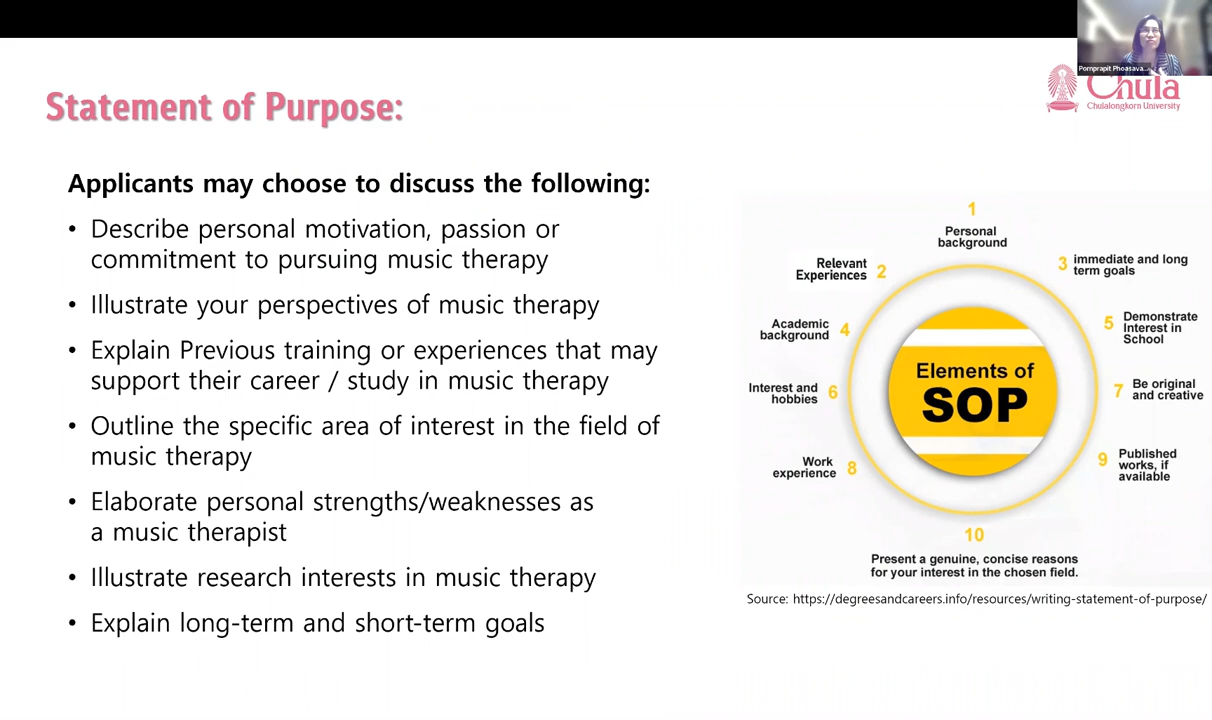 Pornprapit Phoasava...
Chula
Chulalongkorn University
Statement of Purpose:
Applicants may choose to discuss the following:
• Describe personal motivation, passion or
commitment to pursuing music therapy
• Illustrate your perspectives of music therapy
• Explain Previous training or experiences that may
support their career / study in music therapy
• Outline the specific area of interest in the field of
music therapy
• Elaborate personal strengths/weaknesses as
a music therapist
• Illustrate research interests in music therapy
• Explain long-term and short-term goals
1
Personal
background
Relevant
Experiences 2
3 immediate and long
term goals
Academic
background 4
5 Demonstrate
Interest in
School
Interest and
hobbies 6
7 Be original
and creative
Work
experience 8
9 Published
works, if
available
Elements of
SOP
10
Present a genuine, concise reasons
for your interest in the chosen field.
Source: https://degreesandcareers.info/resources/writing-statement-of-purpose/